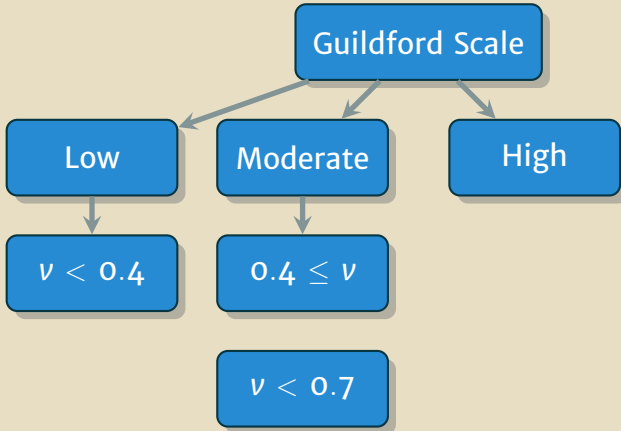 Guildford Scale
Low
Moderate
High
ν < 0.4
0.4 ≤ ν
ν < 0.7